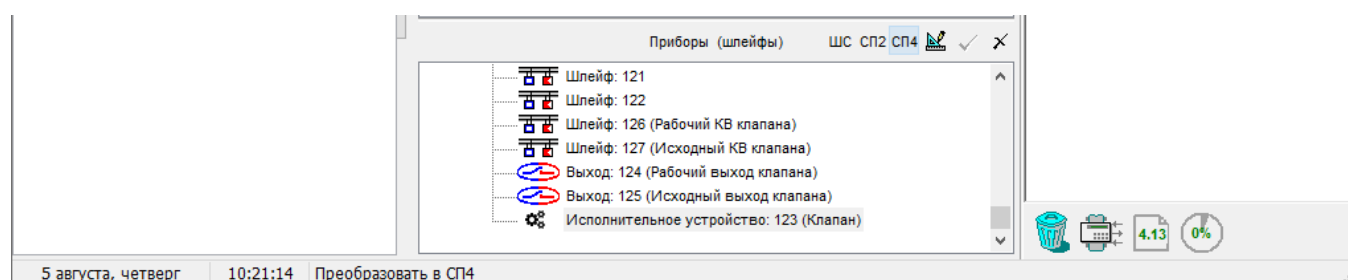 Приборы (шлейфы) ШС СП2 СП4
Шлейф: 121
Шлейф: 122
Шлейф: 126 (Рабочий КВ клапана)
Шлейф: 127 (Исходный КВ клапана)
Выход: 124 (Рабочий выход клапана)
Выход: 125 (Исходный выход клапана)
Исполнительное устройство: 123 (Клапан)
4.13 0%
5 августа, четверг 10:21:14 Преобразовать в СП4